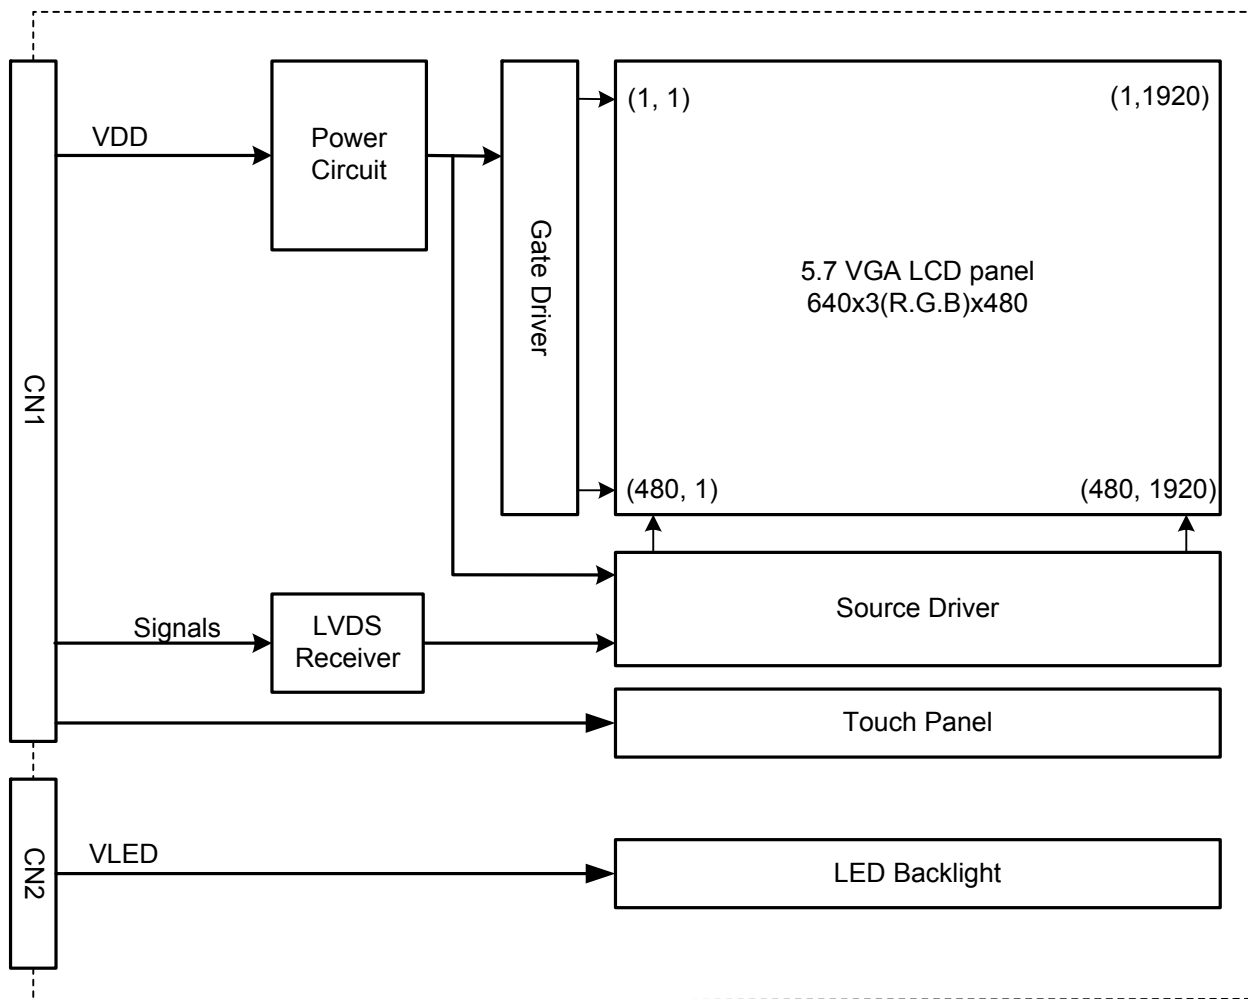 CN1
VDD
Power
Circuit
Gate Driver
(1, 1)
(1,1920)
5.7 VGA LCD panel
640x3(R.G.B)x480
(480, 1)
(480, 1920)
Signals
LVDS
Receiver
Source Driver
Touch Panel
CN2
VLED
LED Backlight